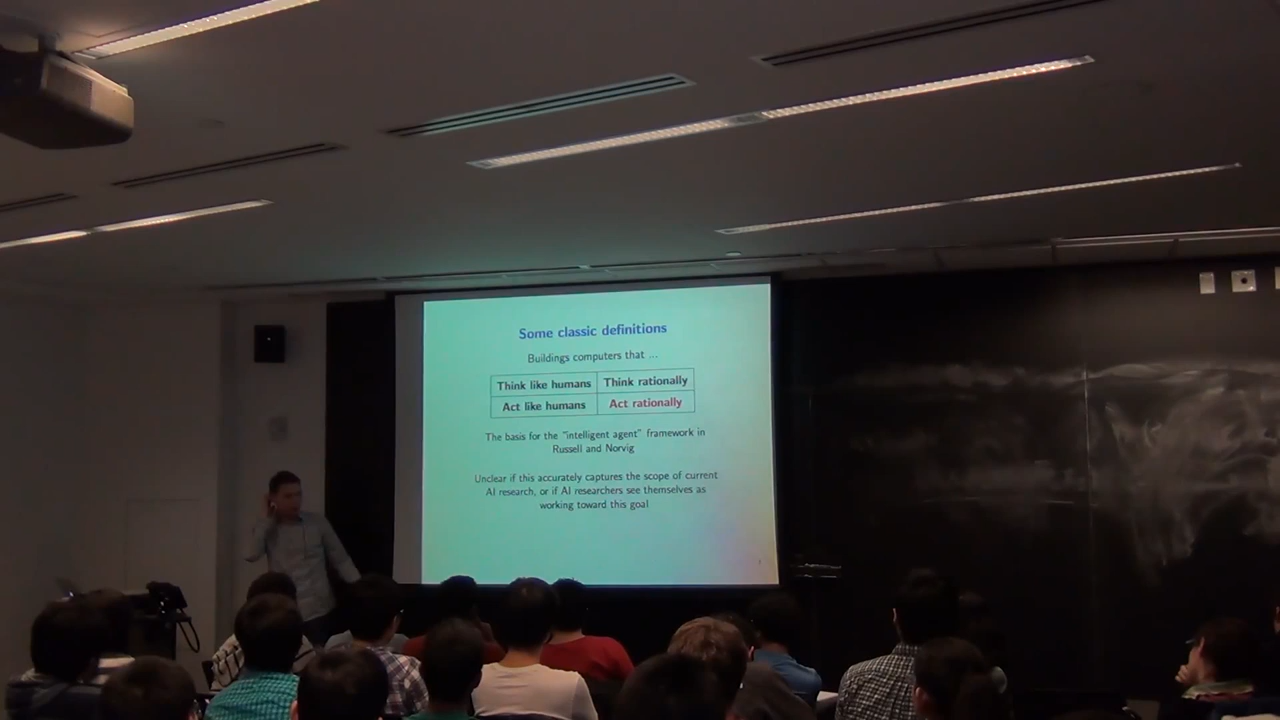 Some classic definitions
Buildings computers that ...
Think like humans Think rationally
Act like humans Act rationally
The basis for the "intelligent agent" framework in
Russell and Norvig
Unclear if this accurately captures the scope of current
AI research, or if AI researchers see themselves as
working toward this goal